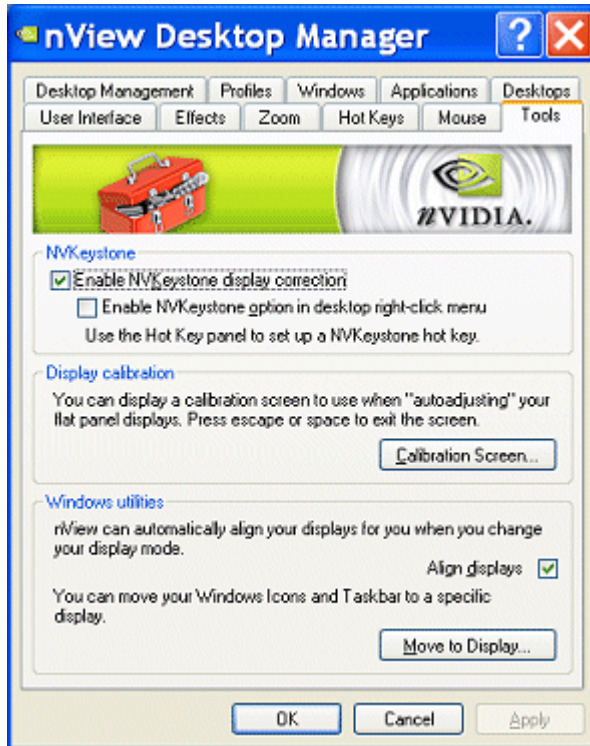 nView Desktop Manager
Desktop Management Profiles Windows Applications Desktops
User Interface Effects Zoom Hot Keys Mouse Tools
nVIDIA.
NVKeystone
Enable NVKeystone display correction
Enable NVKeystone option in desktop right-click menu
Use the Hot Key panel to set up a NVKeystone hot key.
Display calibration
You can display a calibration screen to use when "autoadjusting" your
flat panel displays. Press escape or space to exit the screen.
Calibration Screen...
Windows utilities
nView can automatically align your displays for you when you change
your display mode.
Align displays
You can move your Windows Icons and Taskbar to a specific
display.
Move to Display...
OK Cancel Apply